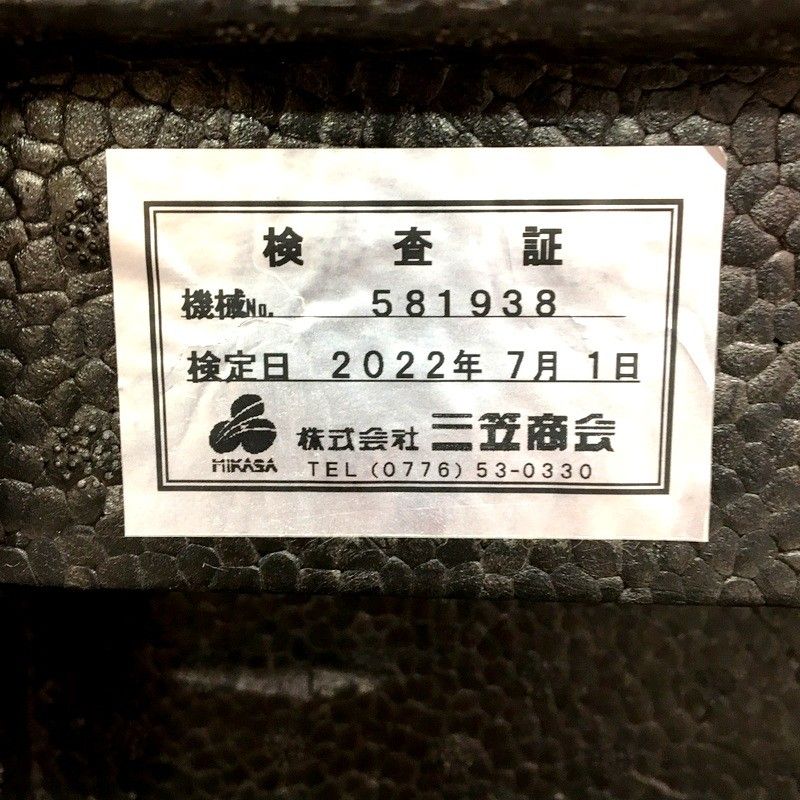 検査証
機械No. 581938
検定日 2022年 7月 1日
MIKASA 株式会社 三笠商会
TEL (0776) 53-0330